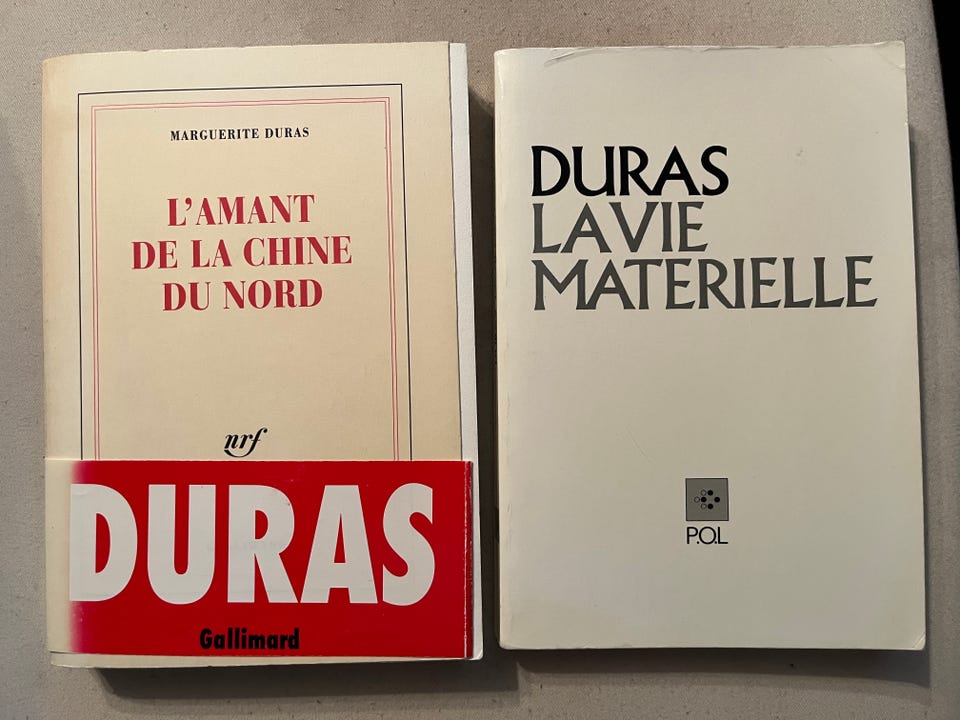 MARGUERITE DURAS
L'AMANT
DE LA CHINE
DU NORD
nrf
DURAS
Gallimard
DURAS
LA VIE
MATERIELLE
P.O.L